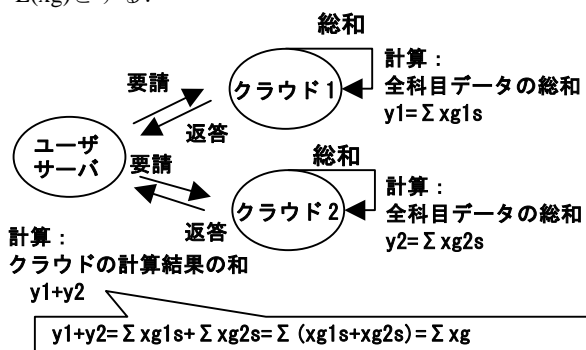 Σ(xg)とする.
総和
計算：
全科目データの総和
y1=Σxg1s
クラウド1
要請
返答
ユーザ
サーバ
要請
返答
総和
クラウド2
計算：
全科目データの総和
y2=Σxg2s
計算：
クラウドの計算結果の和
y1+y2
y1+y2=Σxg1s+Σxg2s=Σ(xg1s+xg2s)=Σxg